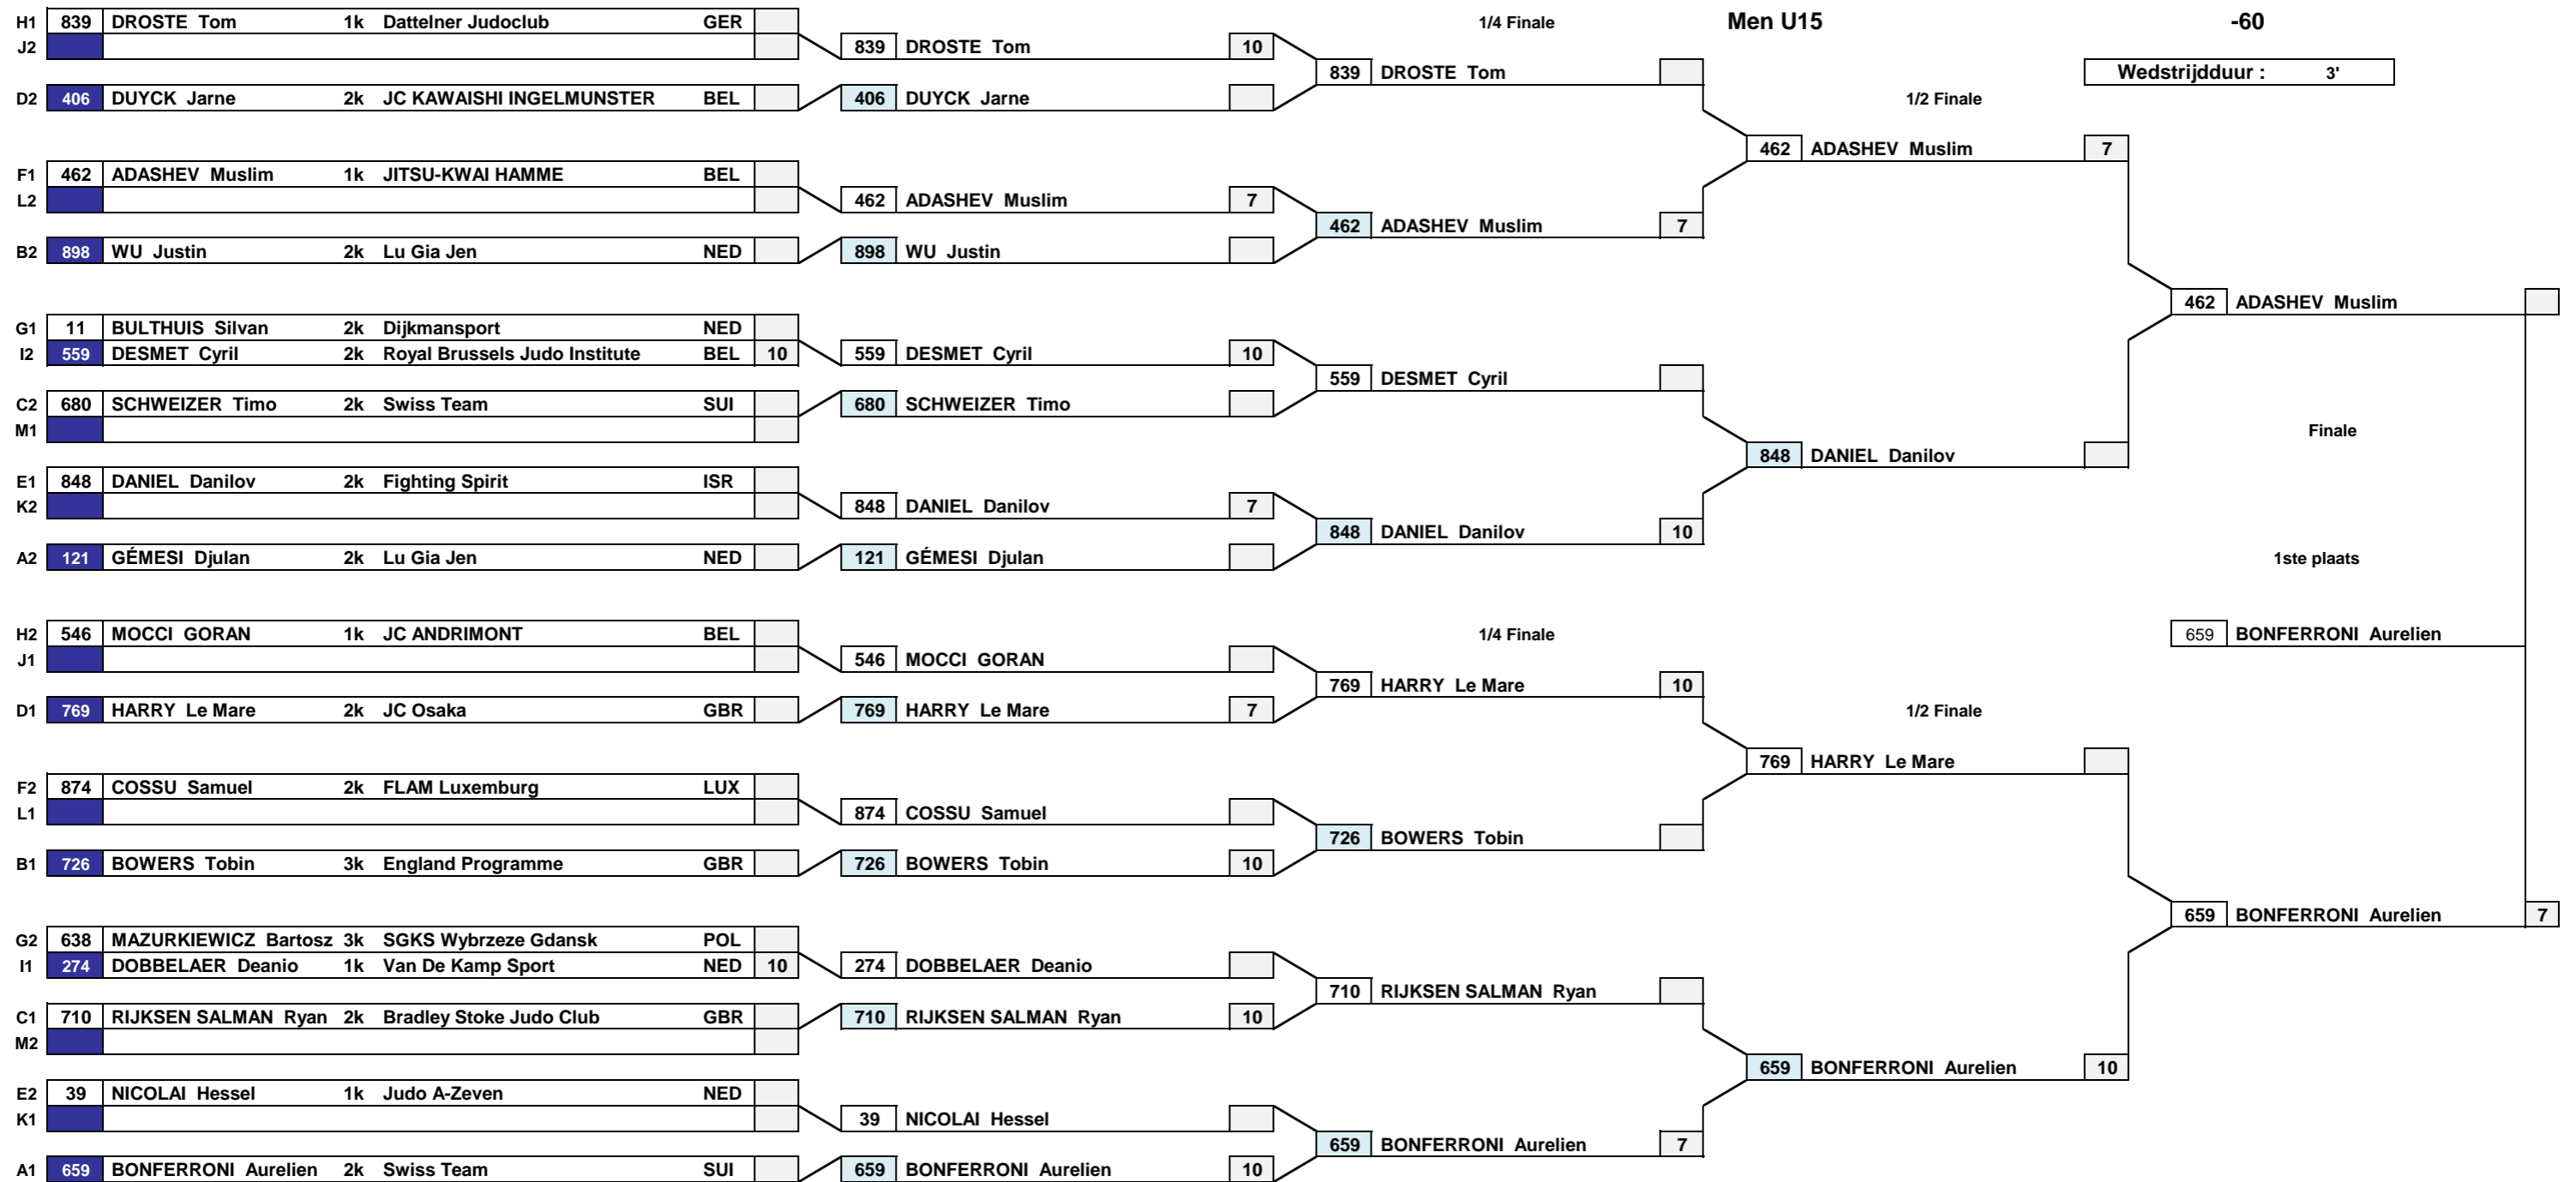 H1 839 DROSTE Tom 1k Dattelner Judoclub GER 1/4 Finale Men U15 -60
J2 839 DROSTE Tom 10
839 DROSTE Tom Wedstrijdduur : 3'
D2 406 DUYCK Jarne 2k JC KAWAISHI INGELMUNSTER BEL 406 DUYCK Jarne 1/2 Finale
462 ADASHEV Muslim 7
F1 462 ADASHEV Muslim 1k JITSU-KWAI HAMME BEL
L2 462 ADASHEV Muslim 7
462 ADASHEV Muslim 7
B2 898 WU Justin 2k Lu Gia Jen NED 898 WU Justin
462 ADASHEV Muslim
G1 11 BULTHUIS Silvan 2k Dijkmansport NED
I2 559 DESMET Cyril 2k Royal Brussels Judo Institute BEL 10 559 DESMET Cyril 10
559 DESMET Cyril
C2 680 SCHWEIZER Timo 2k Swiss Team SUI 680 SCHWEIZER Timo
M1 Finale
848 DANIEL Danilov
E1 848 DANIEL Danilov 2k Fighting Spirit ISR
K2 848 DANIEL Danilov 7
848 DANIEL Danilov 10
A2 121 GÉMESI Djulan 2k Lu Gia Jen NED 121 GÉMESI Djulan 1ste plaats
H2 546 MOCCI GORAN 1k JC ANDRIMONT BEL 1/4 Finale 659 BONFERRONI Aurelien
J1 546 MOCCI GORAN
769 HARRY Le Mare 10
D1 769 HARRY Le Mare 2k JC Osaka GBR 769 HARRY Le Mare 7 1/2 Finale
769 HARRY Le Mare
F2 874 COSSU Samuel 2k FLAM Luxemburg LUX
L1 874 COSSU Samuel
726 BOWERS Tobin
B1 726 BOWERS Tobin 3k England Programme GBR 726 BOWERS Tobin 10
659 BONFERRONI Aurelien 7
G2 638 MAZURKIEWICZ Bartosz 3k SGKS Wybrzeze Gdansk POL
I1 274 DOBBELAER Deanio 1k Van De Kamp Sport NED 10 274 DOBBELAER Deanio
710 RIJKSEN SALMAN Ryan
C1 710 RIJKSEN SALMAN Ryan 2k Bradley Stoke Judo Club GBR 710 RIJKSEN SALMAN Ryan 10
M2
659 BONFERRONI Aurelien 10
E2 39 NICOLAI Hessel 1k Judo A-Zeven NED
K1 39 NICOLAI Hessel
659 BONFERRONI Aurelien 7
A1 659 BONFERRONI Aurelien 2k Swiss Team SUI 659 BONFERRONI Aurelien 10